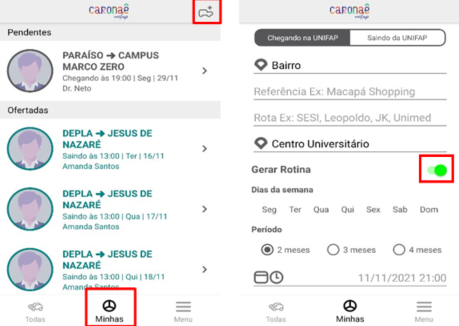 caronaê
unifap
Pendentes
PARAÍSO ➔ CAMPUS
MARCO ZERO
Chegando às 19:00 | Seg | 29/11
Dr. Neto
Ofertadas
DEPLA ➔ JESUS DE
NAZARÉ
Saindo às 13:00 | Ter | 16/11
Amanda Santos
DEPLA ➔ JESUS DE
NAZARÉ
Saindo às 13:00 | Qua | 17/11
Amanda Santos
DEPLA ➔ JESUS DE
NAZARÉ
Saindo às 13:00 | Qui | 18/11
Amanda Santos
Todas
Minhas
Menu
caronaê
unifap
Chegando na UNIFAP
Saindo da UNIFAP
Bairro
Referência Ex: Macapá Shopping
Rota Ex: SESI, Leopoldo, JK, Unimed
Centro Universitário
Gerar Rotina
Dias da semana
Seg Ter Qua Qui Sex Sab Dom
Período
2 meses 3 meses 4 meses
11/11/2021 21:00
Todas
Minhas
Menu